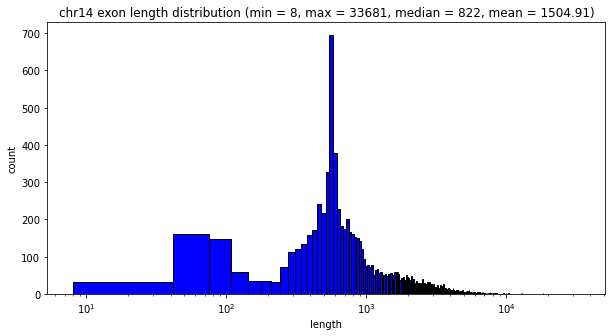 chr14 exon length distribution (min = 8, max = 33681, median = 822, mean = 1504.91)
700
600
500
400
300
200
100
0
count
10¹ 10² 10³ 10⁴
length